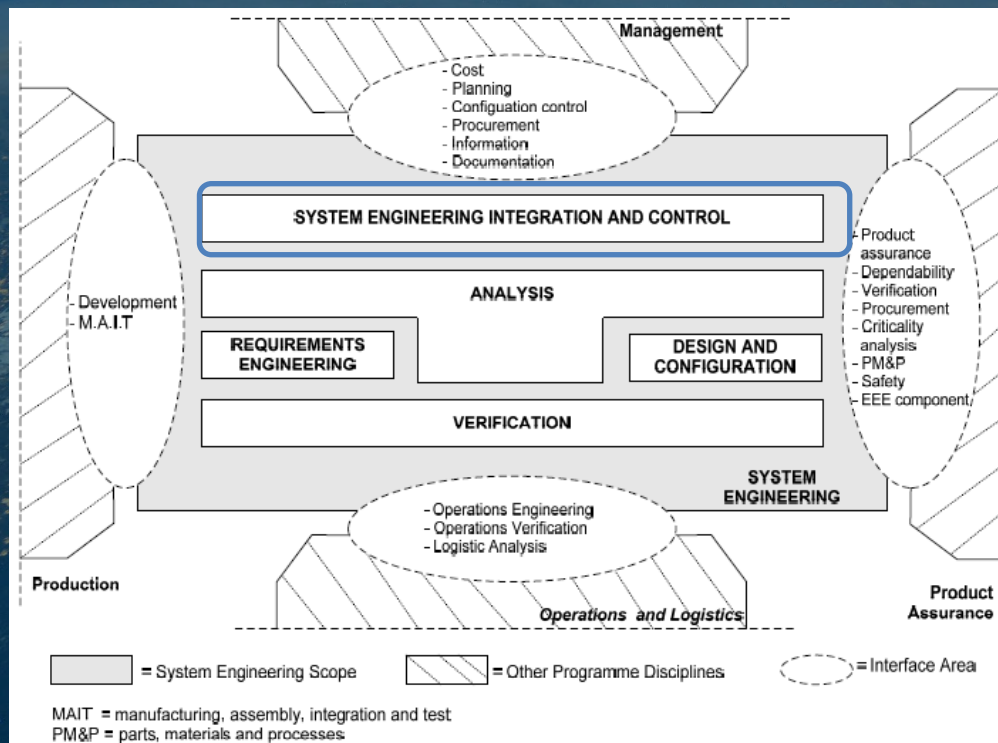 Management
- Cost
- Planning
- Configuation control
- Procurement
- Information
- Documentation
SYSTEM ENGINEERING INTEGRATION AND CONTROL
ANALYSIS
REQUIREMENTS
ENGINEERING
DESIGN AND
CONFIGURATION
VERIFICATION
SYSTEM
ENGINEERING
- Development
- M.A.I.T
Production
- Product
assurance
- Dependability
- Verification
- Procurement
- Criticality
analysis
- PM&P
- Safety
- EEE component
Product
Assurance
- Operations Engineering
- Operations Verification
- Logistic Analysis
Operations and Logistics
= System Engineering Scope
= Other Programme Disciplines
= Interface Area
MAIT = manufacturing, assembly, integration and test
PM&P = parts, materials and processes